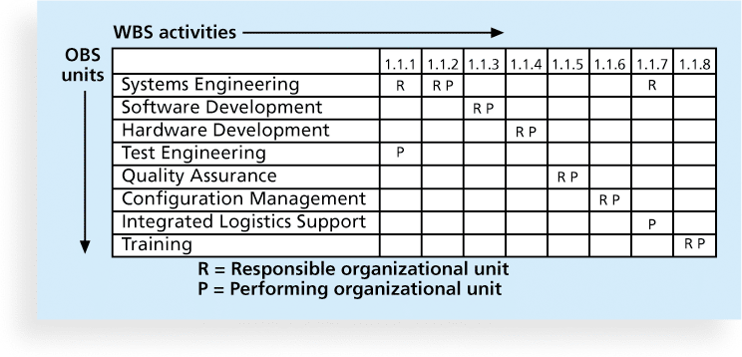 WBS activities
OBS
units
1.1.1 1.1.2 1.1.3 1.1.4 1.1.5 1.1.6 1.1.7 1.1.8
Systems Engineering R R P R
Software Development R P
Hardware Development R P
Test Engineering P
Quality Assurance R P
Configuration Management R P
Integrated Logistics Support P
Training R P
R = Responsible organizational unit
P = Performing organizational unit